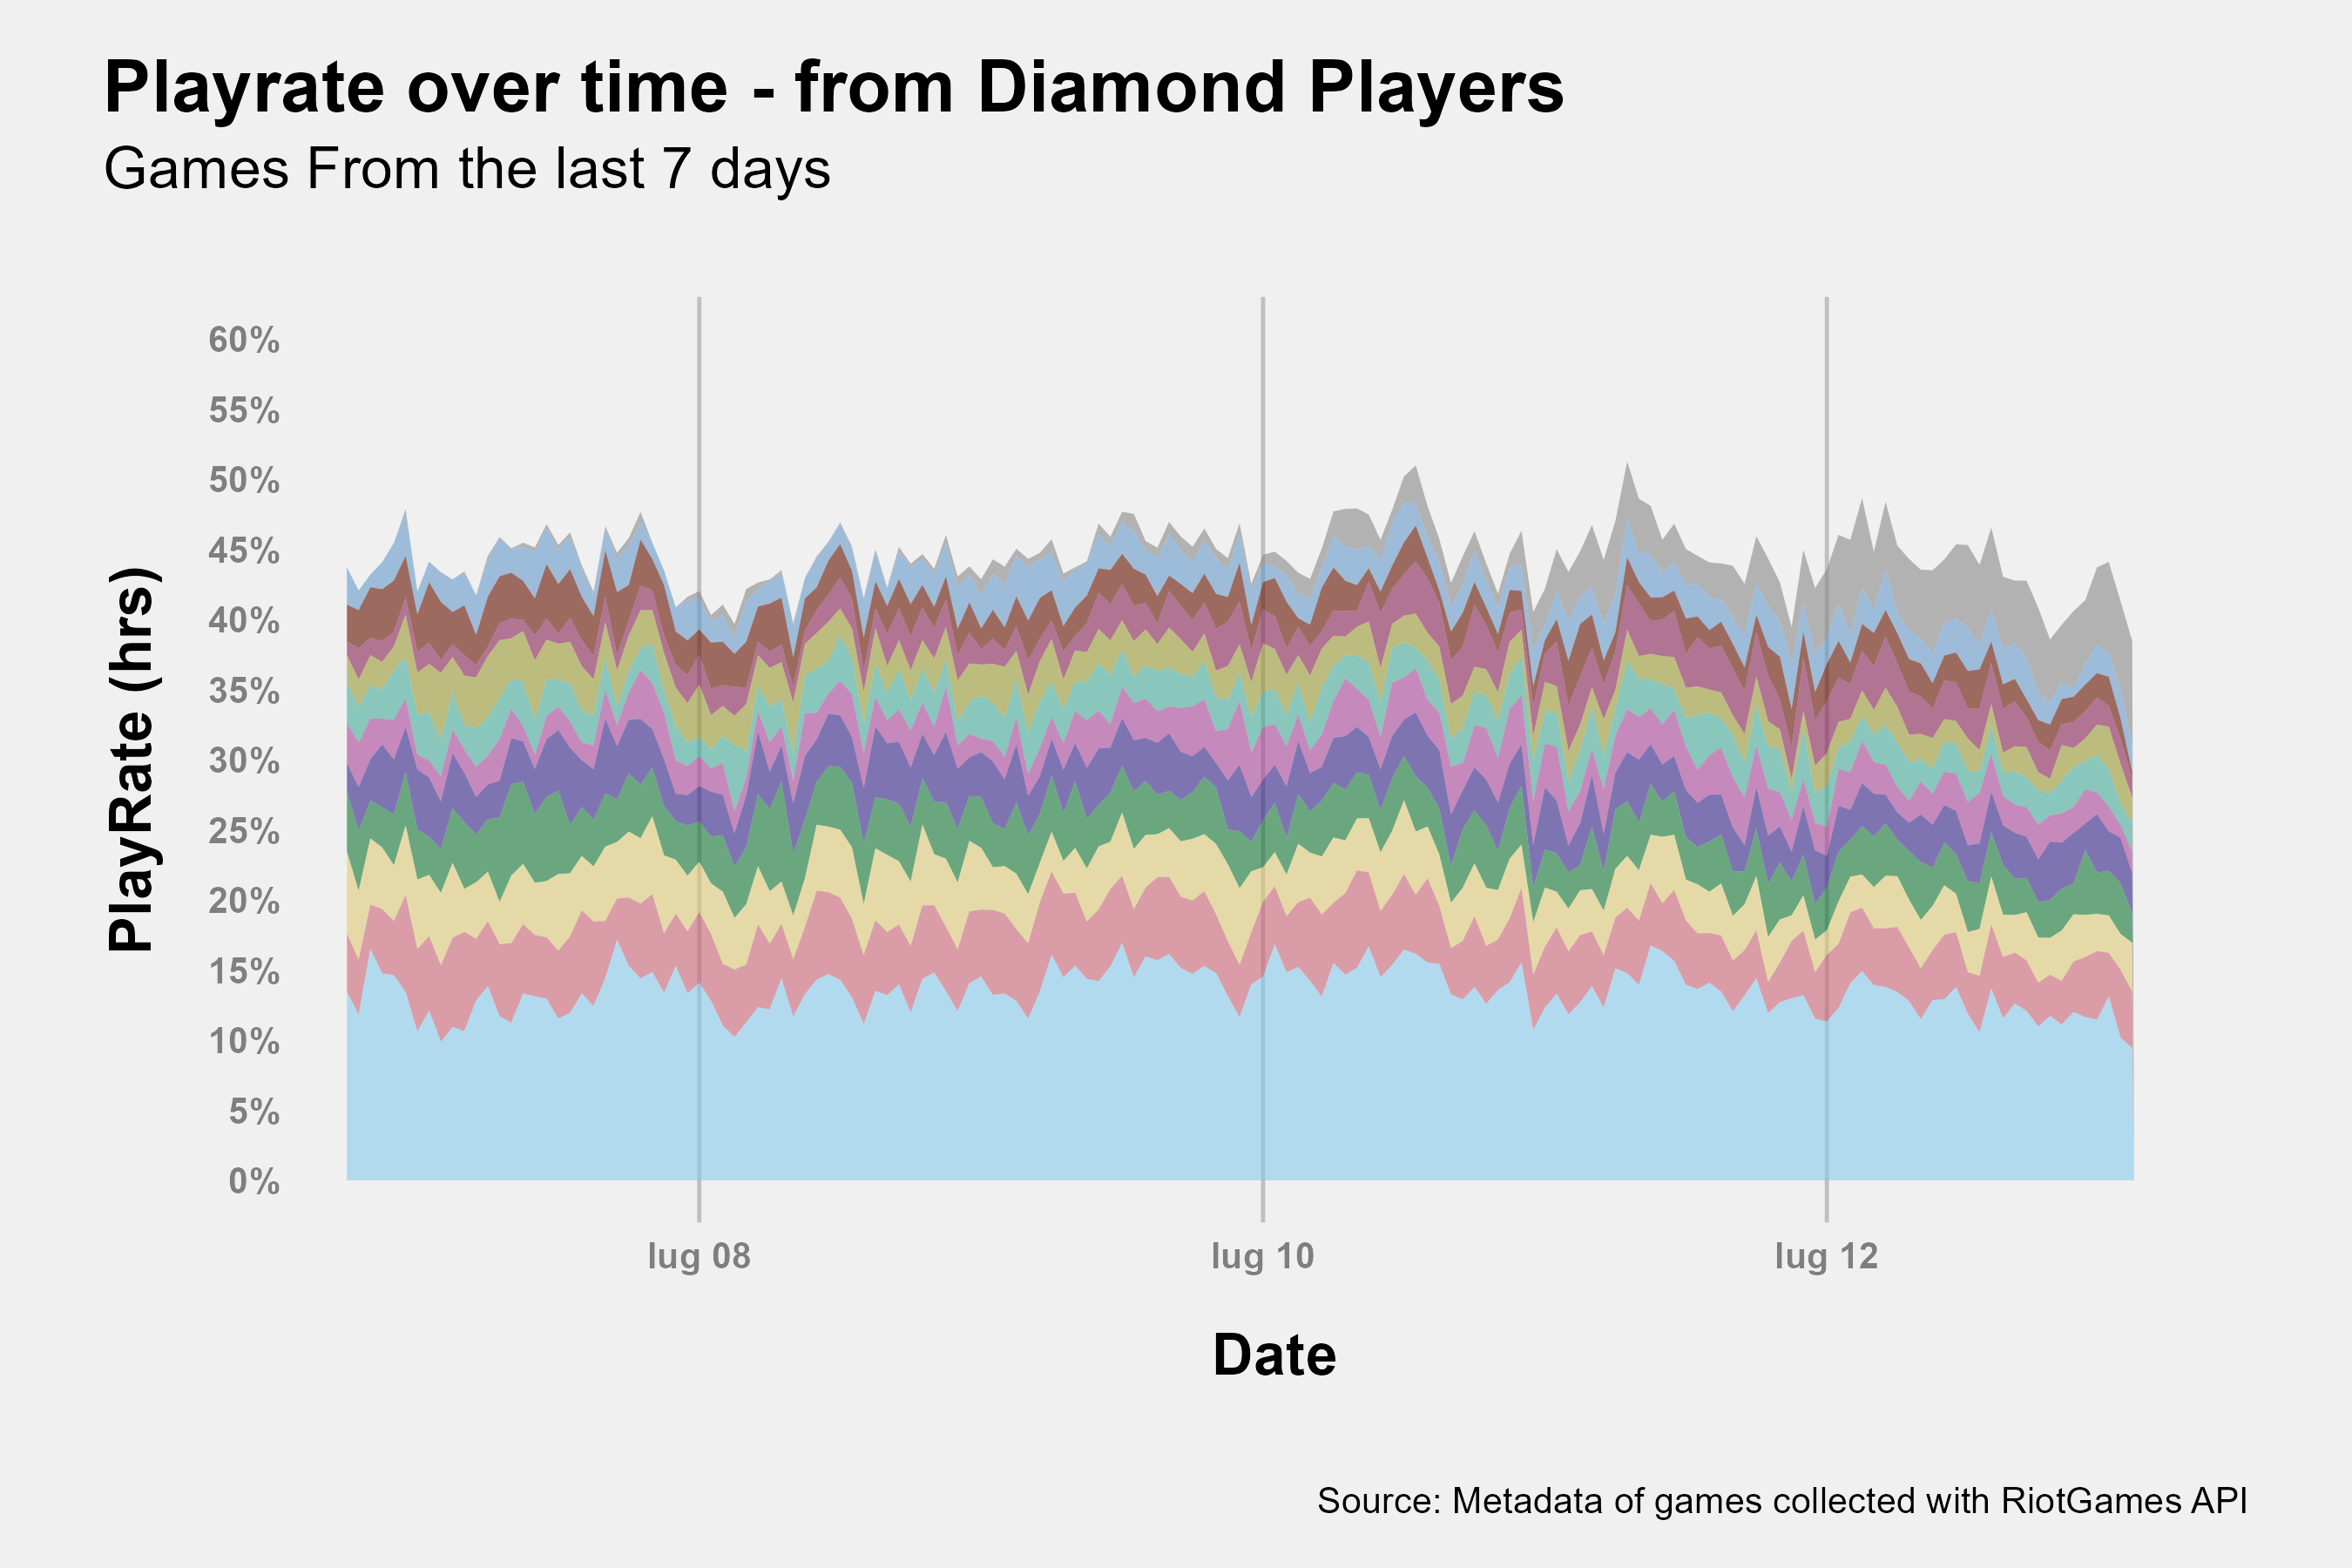 Playrate over time - from Diamond Players
Games From the last 7 days
PlayRate (hrs)
60%
55%
50%
45%
40%
35%
30%
25%
20%
15%
10%
5%
0%
lug 08
lug 10
lug 12
Date
Source: Metadata of games collected with RiotGames API